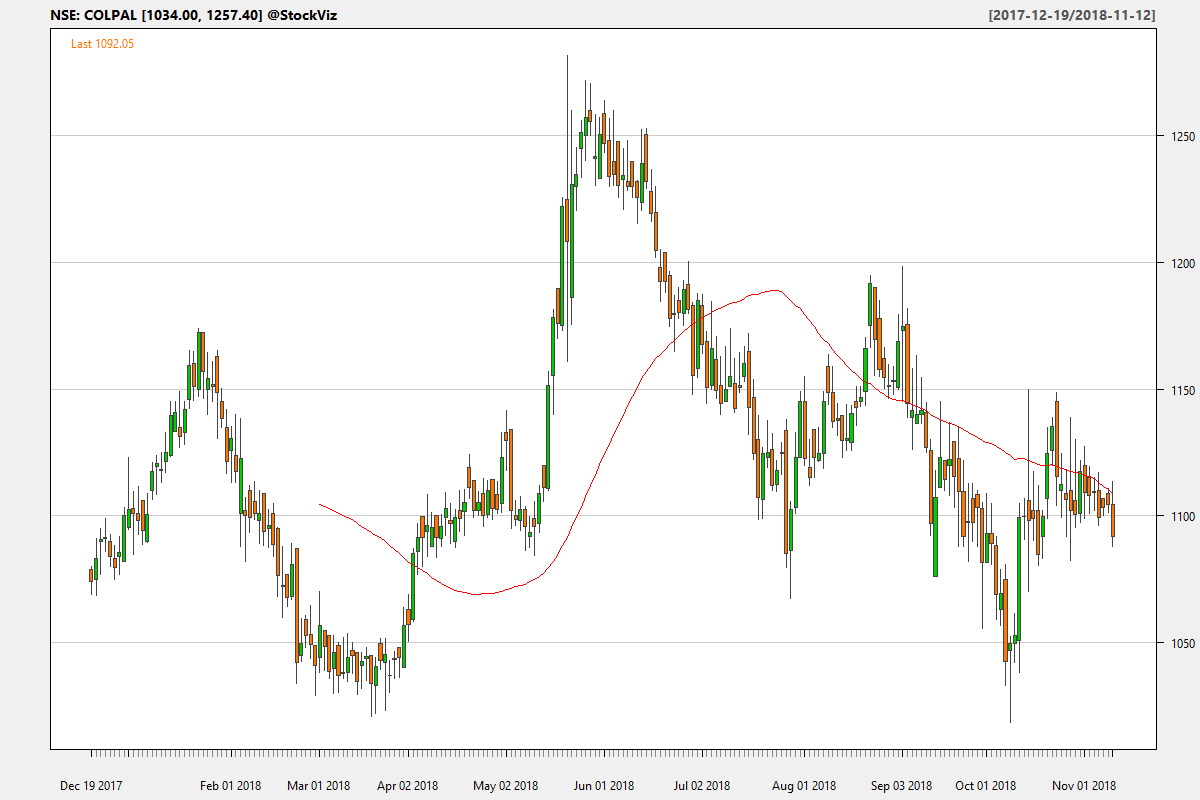 NSE: COLPAL [1034.00, 1257.40] @StockViz [2017-12-19/2018-11-12]
Last 1092.05
1250
1200
1150
1100
1050
Dec 19 2017 Feb 01 2018 Mar 01 2018 Apr 02 2018 May 02 2018 Jun 01 2018 Jul 02 2018 Aug 01 2018 Sep 03 2018 Oct 01 2018 Nov 01 2018